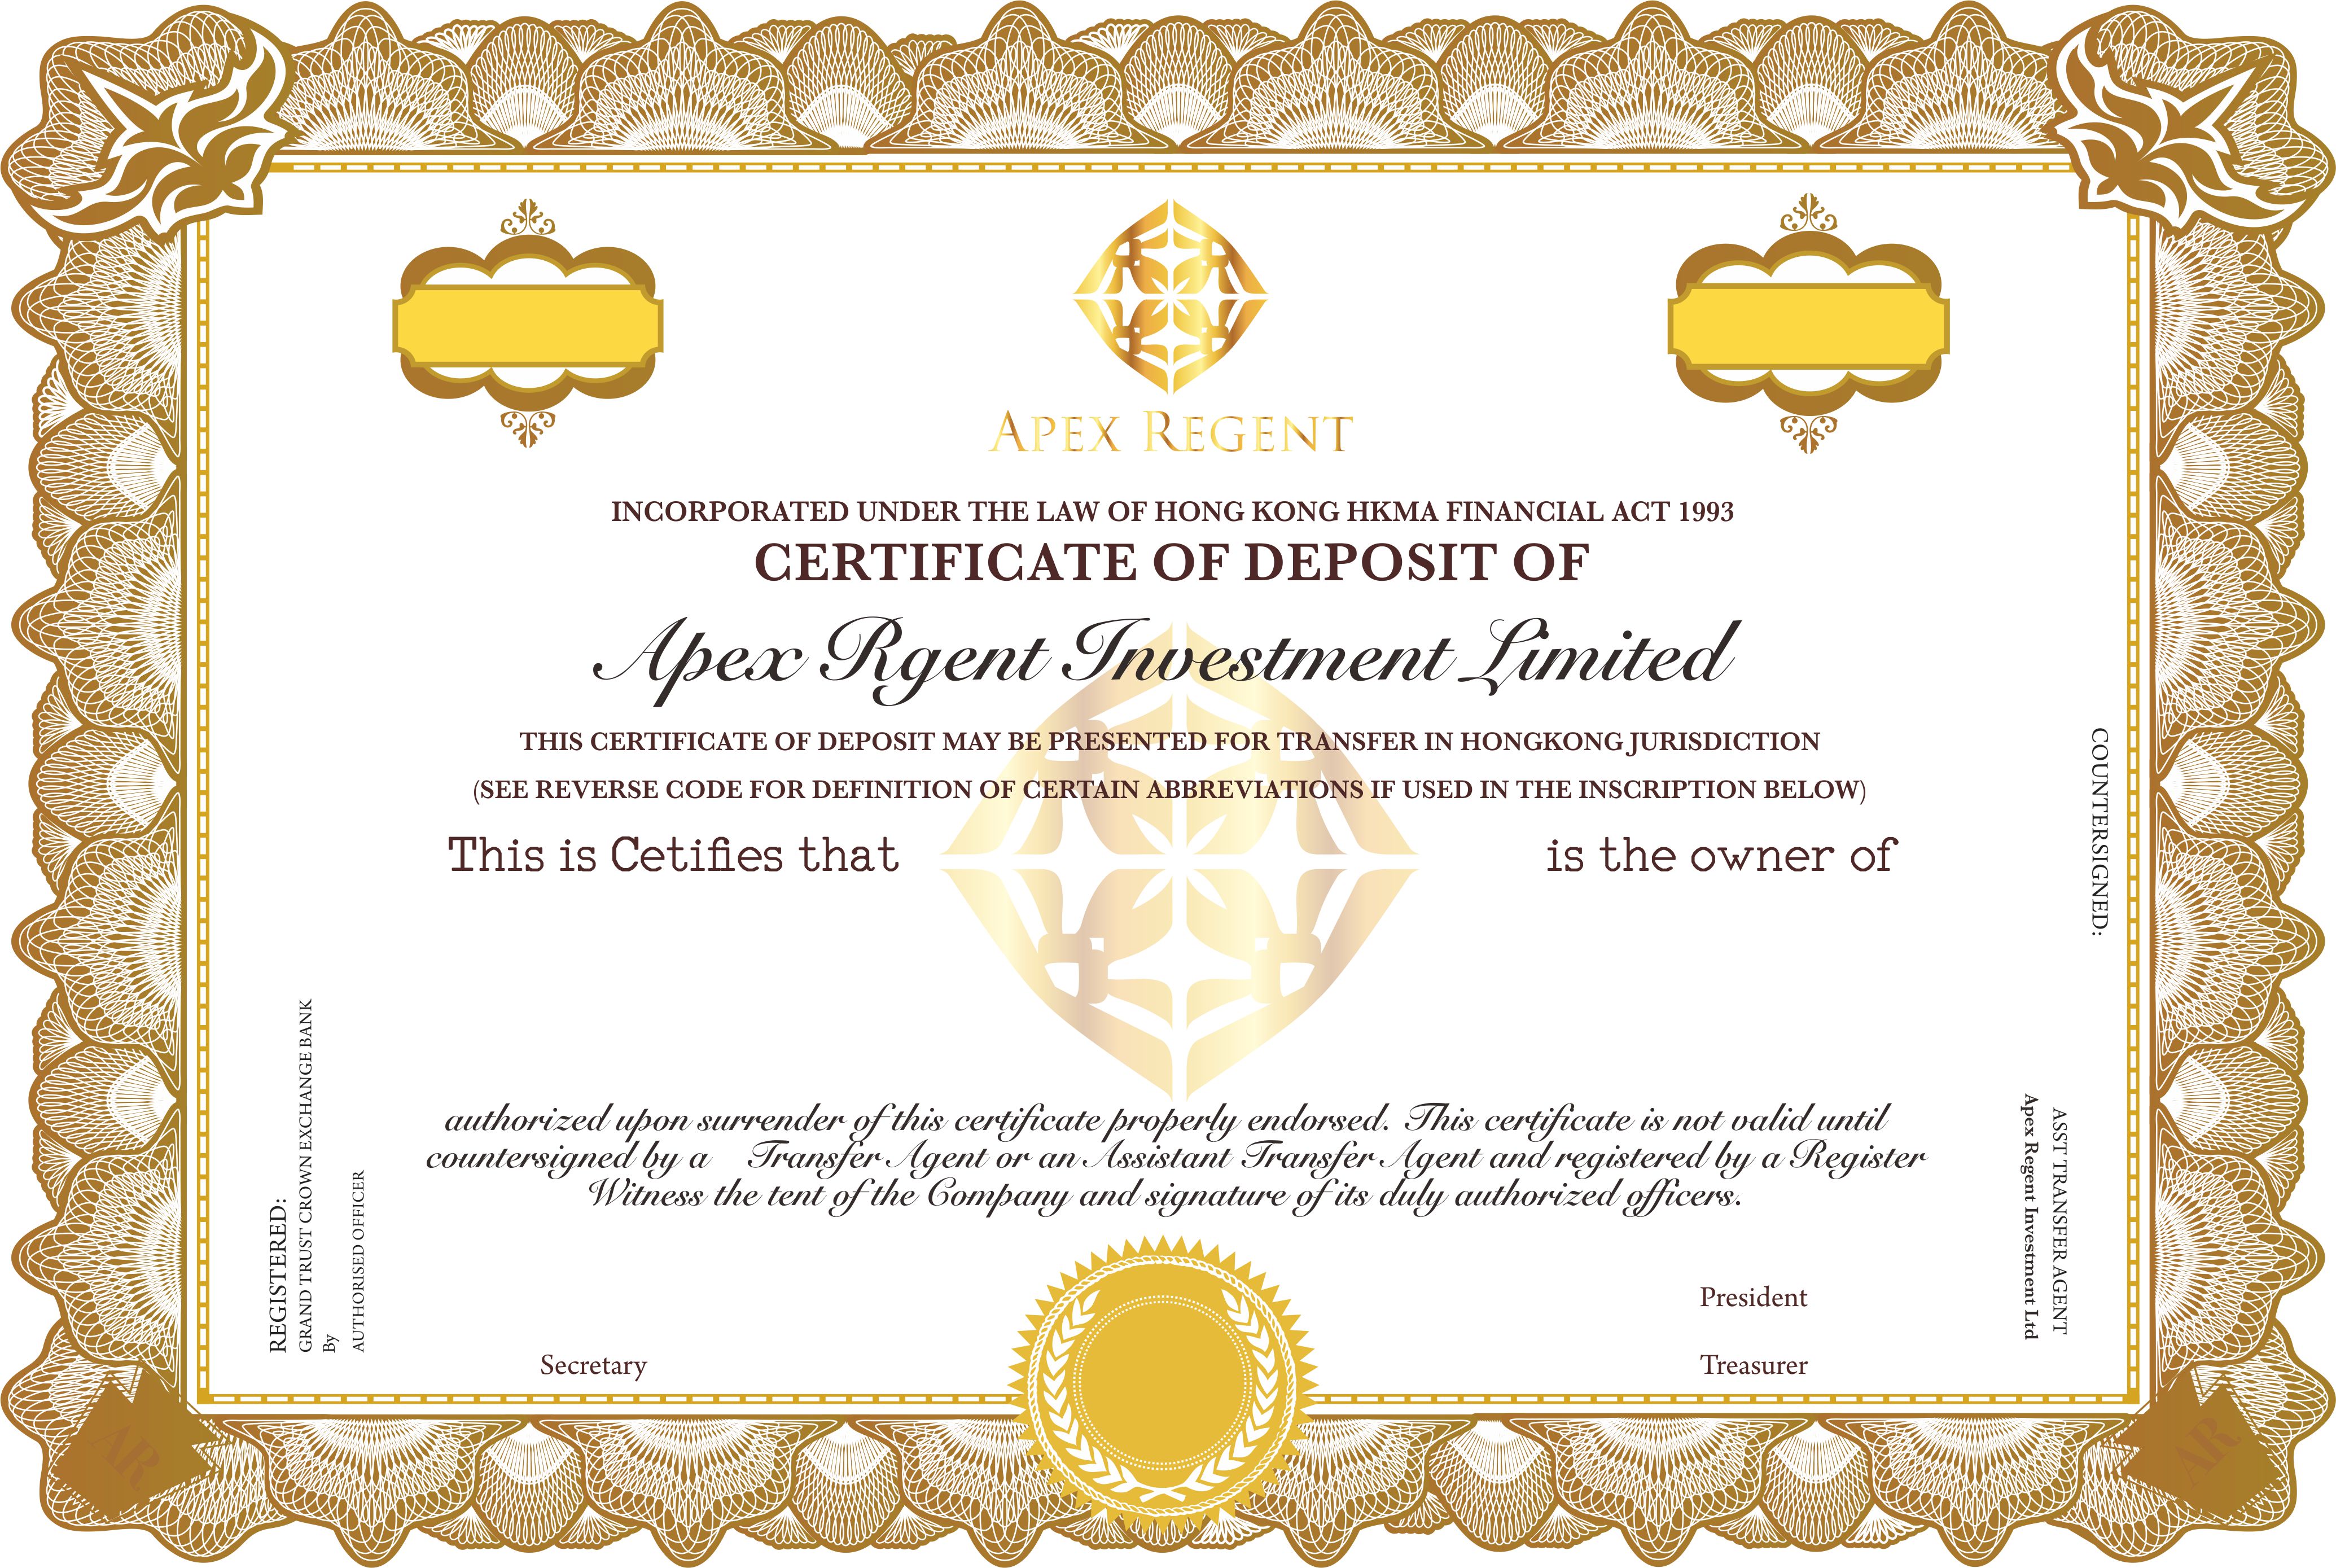 APEX REGENT
INCORPORATED UNDER THE LAW OF HONG KONG HKMA FINANCIAL ACT 1993
CERTIFICATE OF DEPOSIT OF
Apex Rgent Investment Limited
THIS CERTIFICATE OF DEPOSIT MAY BE PRESENTED FOR TRANSFER IN HONGKONG JURISDICTION
(SEE REVERSE CODE FOR DEFINITION OF CERTAIN ABBREVIATIONS IF USED IN THE INSCRIPTION BELOW)
This is Cetifies that is the owner of
authorized upon surrender of this certificate properly endorsed. This certificate is not valid until
countersigned by a Transfer Agent or an Assistant Transfer Agent and registered by a Register
Witness the tent of the Company and signature of its duly authorized officers.
President
Secretary
Treasurer
REGISTERED:
GRAND TRUST CROWN EXCHANGE BANK
By
AUTHORISED OFFICER
COUNTERSIGNED:
ASST TRANSFER AGENT
Apex Regent Investment Ltd
AR
AR